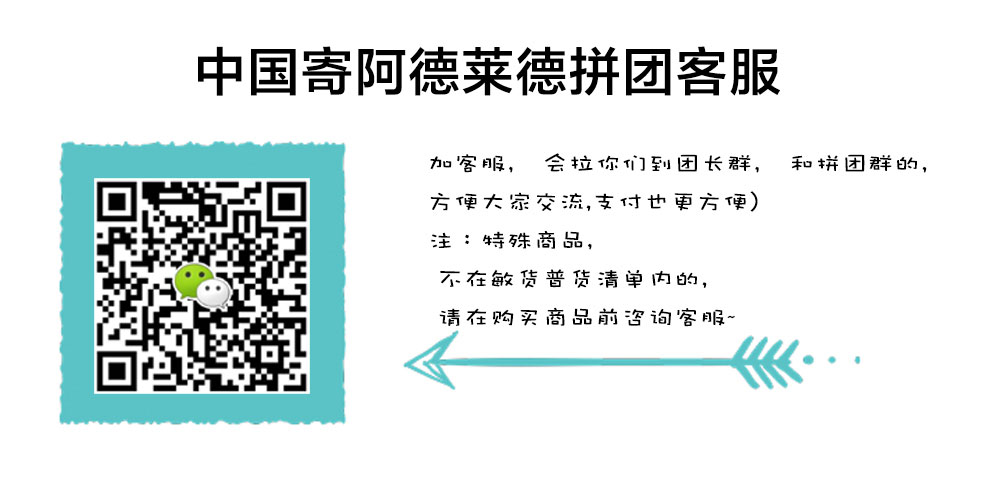 中国寄阿德莱德拼团客服
加客服， 会拉你们到团长群， 和拼团群的，
方便大家交流,支付也更方便)
注：特殊商品，
不在敏货普货清单内的，
请在购买商品前咨询客服~